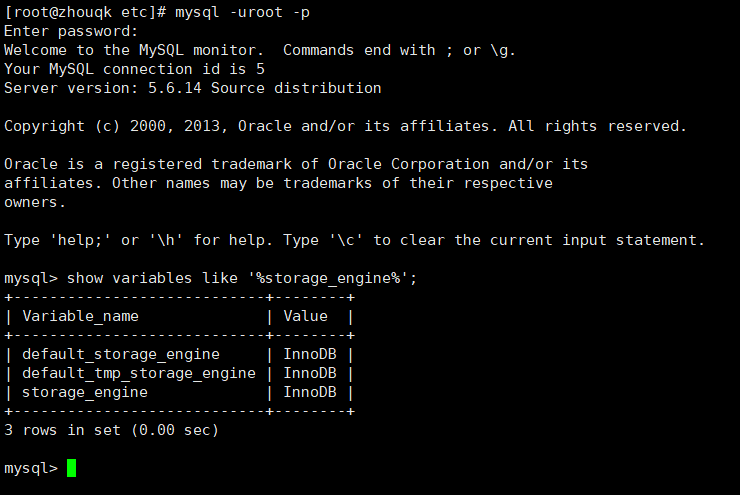 [root@zhouqk etc]# mysql -uroot -p
Enter password:
Welcome to the MySQL monitor.  Commands end with ; or \g.
Your MySQL connection id is 5
Server version: 5.6.14 Source distribution

Copyright (c) 2000, 2013, Oracle and/or its affiliates. All rights reserved.

Oracle is a registered trademark of Oracle Corporation and/or its
affiliates. Other names may be trademarks of their respective
owners.

Type 'help;' or '\h' for help. Type '\c' to clear the current input statement.

mysql> show variables like '%storage_engine%';
+----------------------------+--------+
| Variable_name              | Value  |
+----------------------------+--------+
| default_storage_engine     | InnoDB |
| default_tmp_storage_engine | InnoDB |
| storage_engine             | InnoDB |
+----------------------------+--------+
3 rows in set (0.00 sec)

mysql>